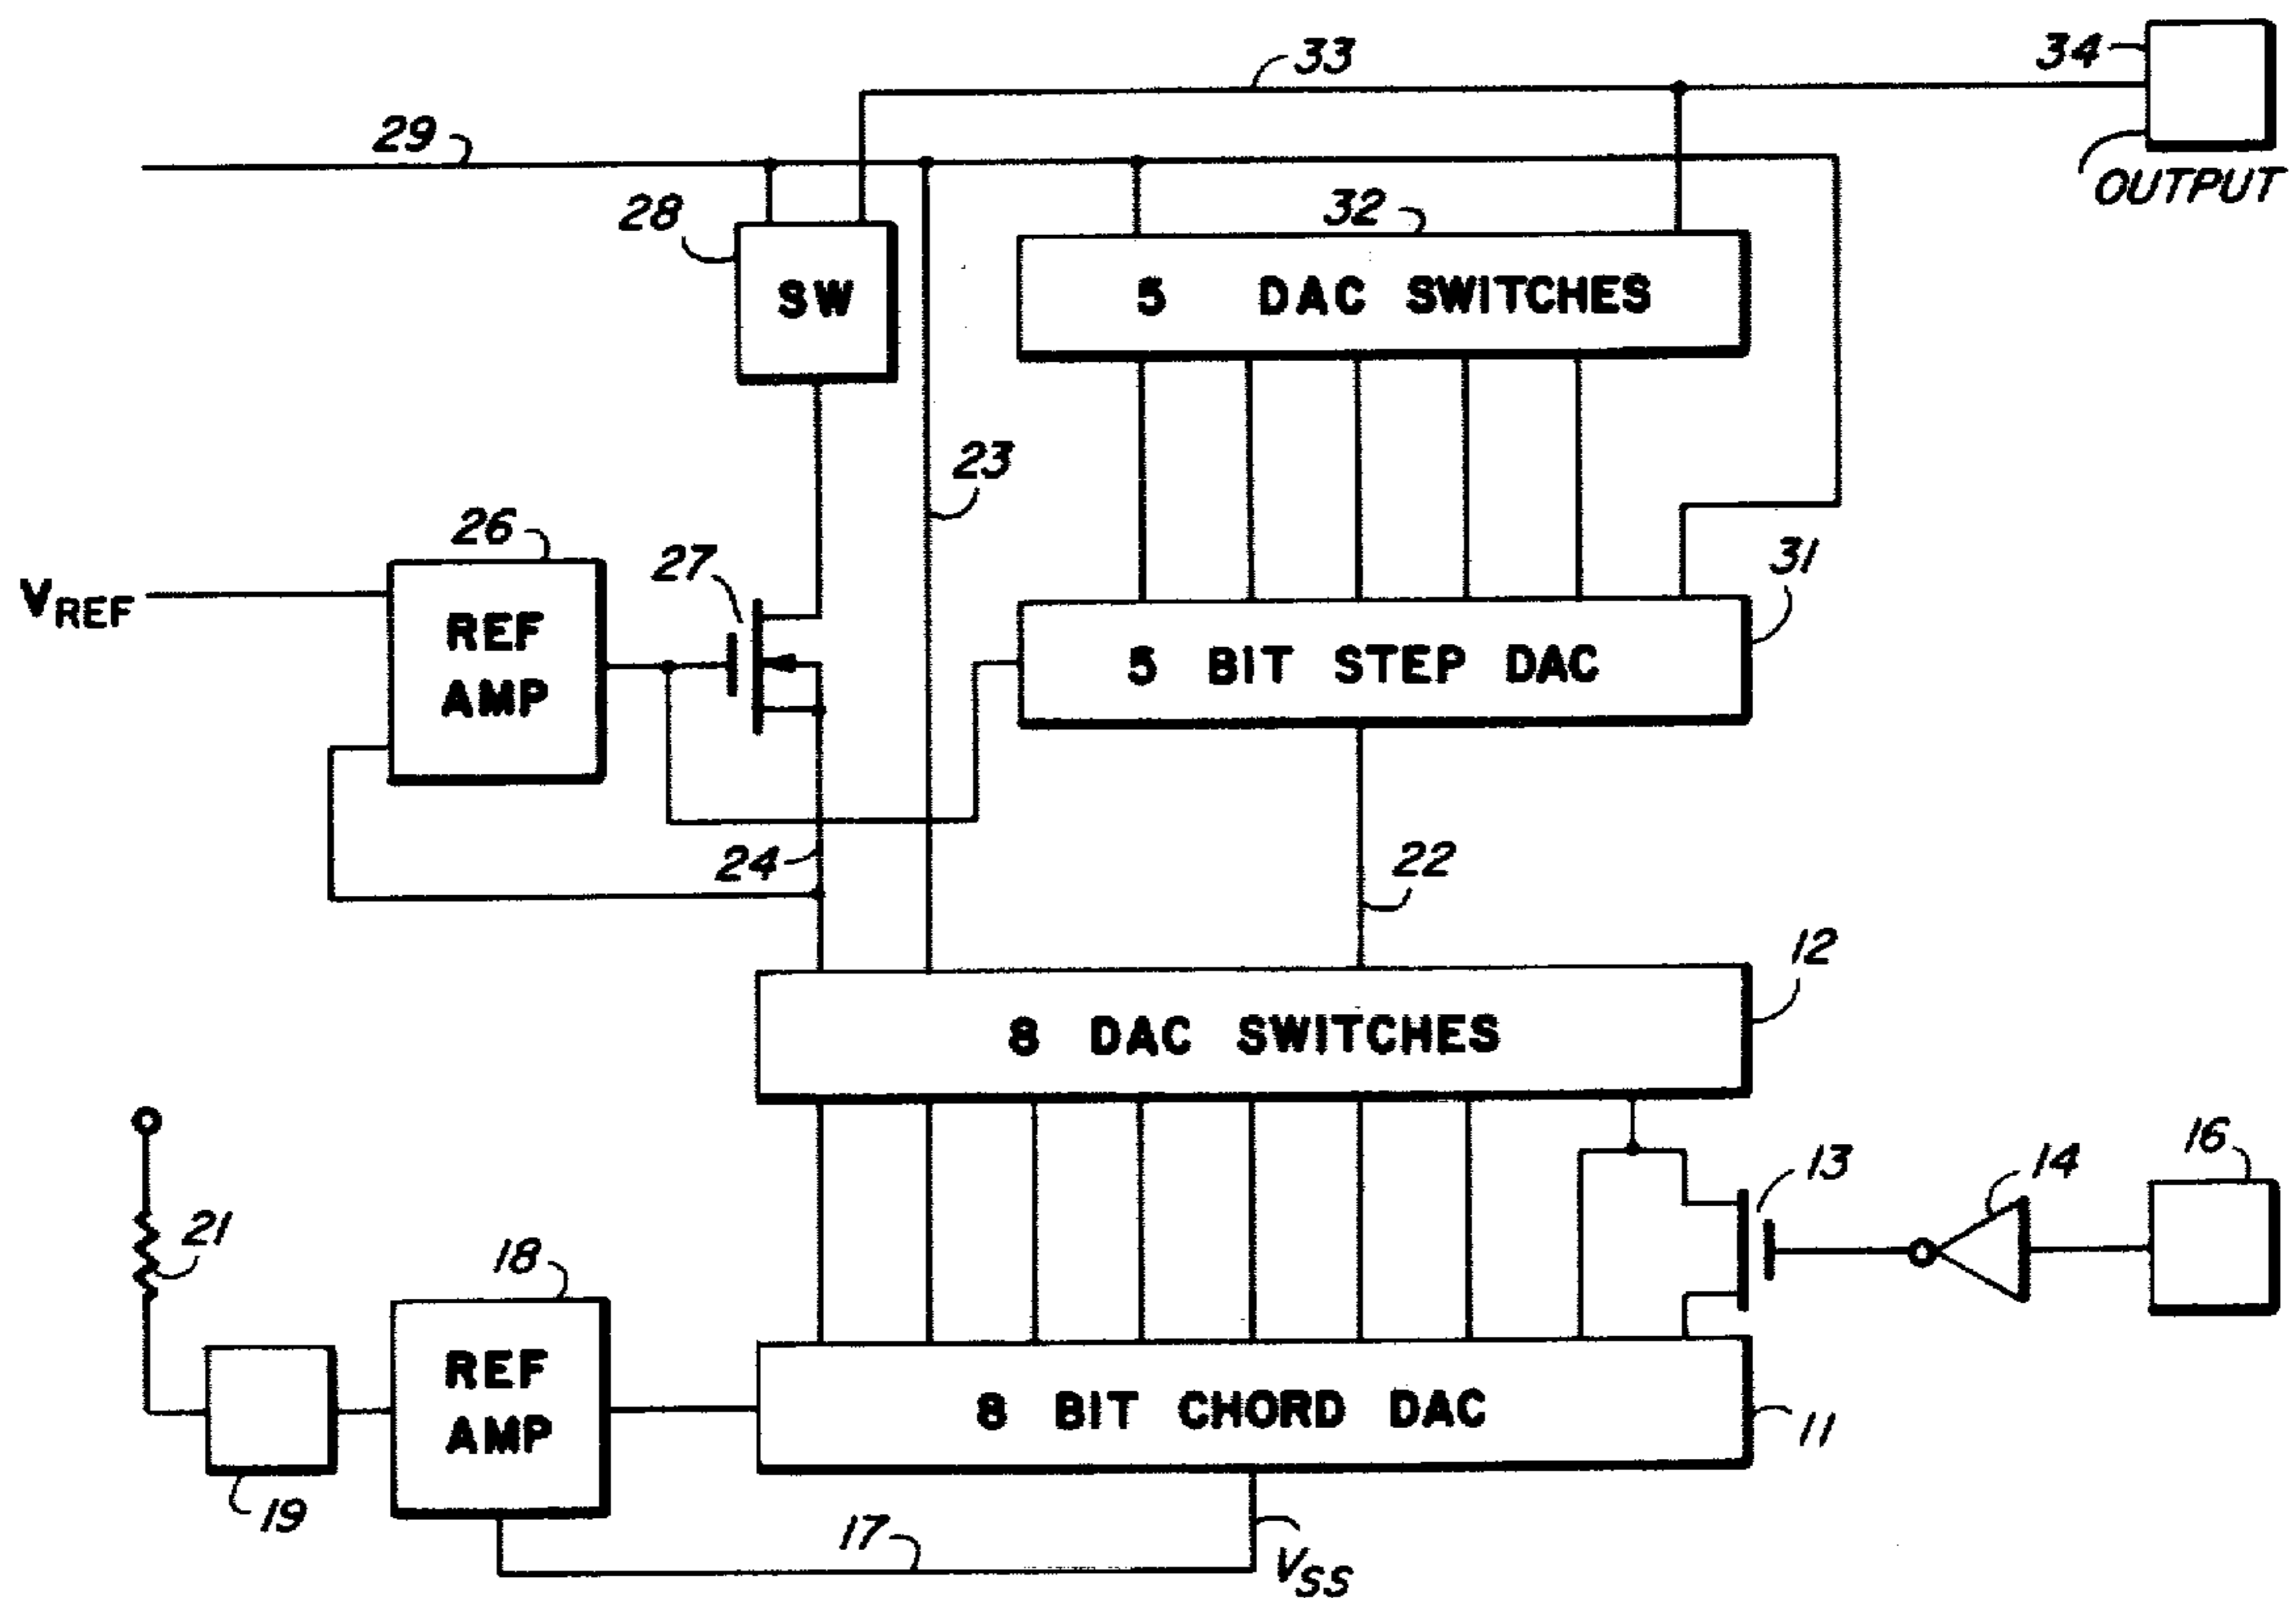 33
34
29
OUTPUT
28
32
SW
5 DAC SWITCHES
23
26
27
31
VREF
REF
AMP
5 BIT STEP DAC
24
22
12
8 DAC SWITCHES
16
13
14
21
18
REF
AMP
8 BIT CHORD DAC
11
19
17
VSS